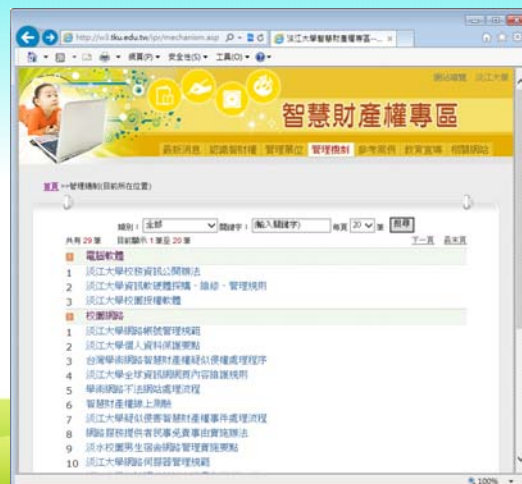 http://w3.tku.edu.tw/ipr/mechanism.asp
淡江大學智慧財產權專區-...
網頁(P) 安全性(S) 工具(O)
網站導覽 淡江大學
智慧財產權專區
最新消息 認識智財權 管理單位 管理機制 參考案例 教育宣導 相關網站
首頁 >>管理機制(目前所在位置)
類別： 全部 關鍵字： (輸入關鍵字) 每頁 20 筆 搜尋
共有 29 筆 目前顯示 1 筆至 20 筆 下一頁 最末頁
電腦軟體
1 淡江大學校務資訊公開辦法
2 淡江大學資訊軟硬體採購、維修、管理規則
3 淡江大學校園授權軟體
校園網路
1 淡江大學網路帳號管理規範
2 淡江大學個人資料保護要點
3 台灣學術網路智慧財產權疑似侵權處理程序
4 淡江大學全球資訊網網頁內容維護規則
5 學術網路不法網站處理流程
6 智慧財產權線上測驗
7 淡江大學疑似侵害智慧財產權事件處理流程
8 網路服務提供者民事免責事由實施辦法
9 淡水校園男生宿舍網路管理實施要點
10 淡江大學網路伺服器管理規範
100%